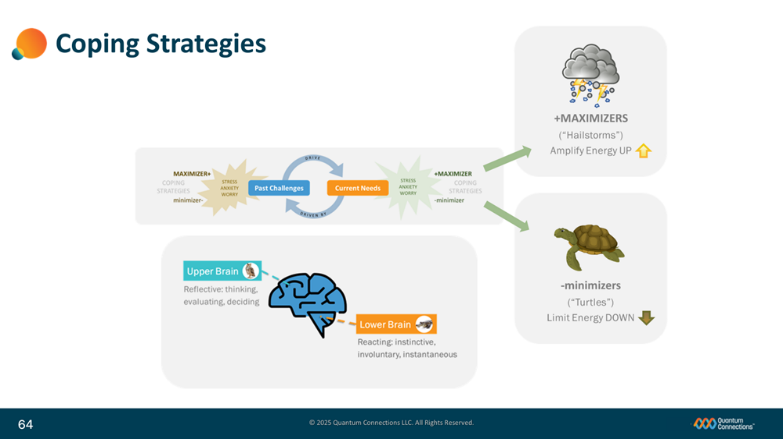 Coping Strategies
+MAXIMIZERS
("Hailstorms")
Amplify Energy UP
MAXIMIZER+
COPING
STRATEGIES
minimizer-
STRESS
ANXIETY
WORRY
Past Challenges
DRIVE
DRIVEN BY
Current Needs
STRESS
ANXIETY
WORRY
+MAXIMIZER
COPING
STRATEGIES
-minimizer
-minimizers
("Turtles")
Limit Energy DOWN
Upper Brain
Reflective: thinking,
evaluating, deciding
Lower Brain
Reacting: instinctive,
involuntary, instantaneous
64
© 2025 Quantum Connections LLC. All Rights Reserved.
Quantum
Connections™